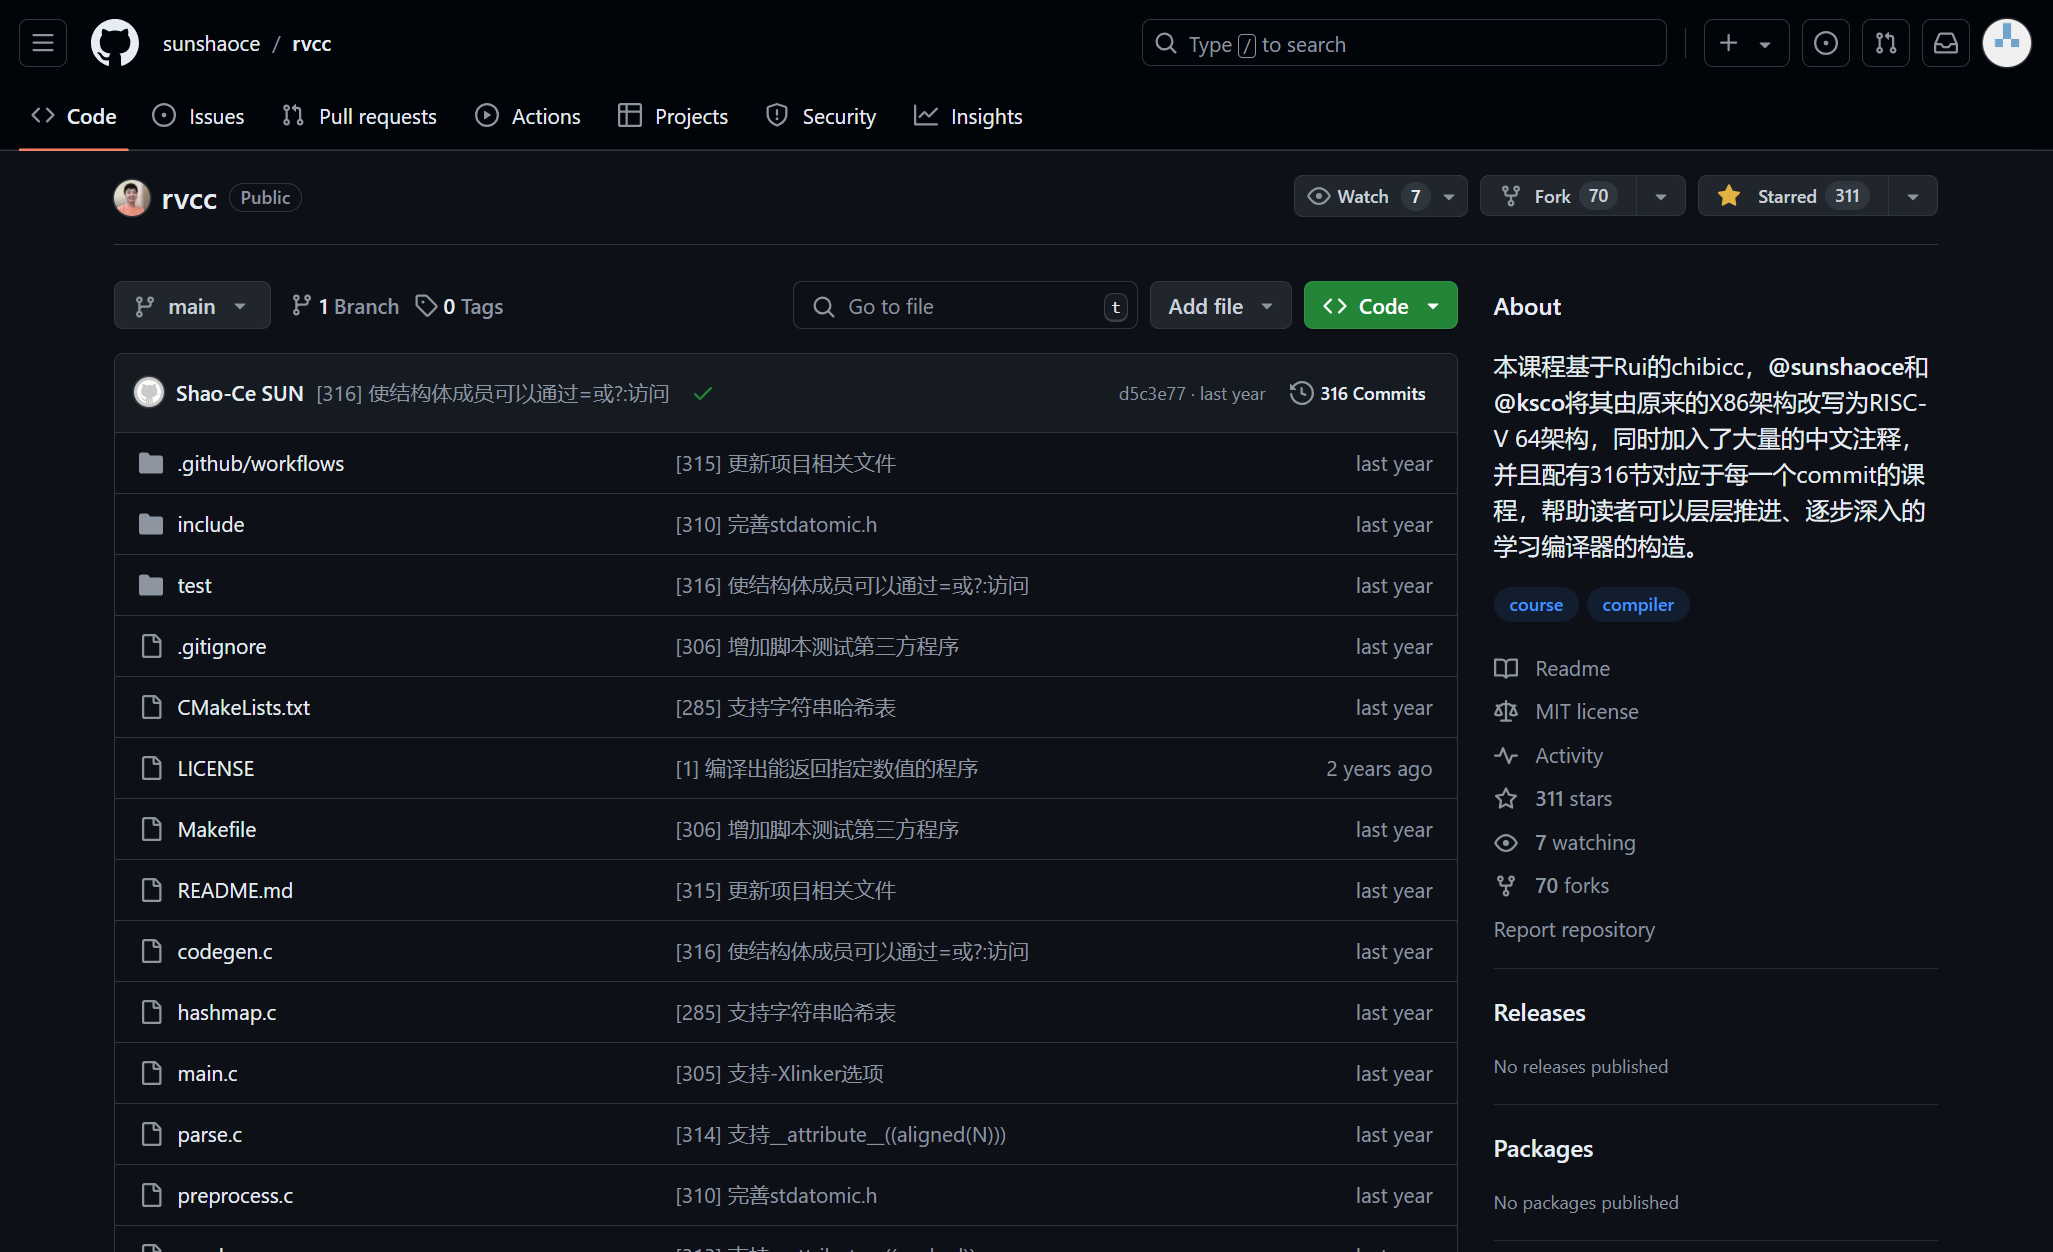 sunshaoce / rvcc
Type / to search
Code Issues Pull requests Actions Projects Security Insights
rvcc Public
Watch 7 Fork 70 Starred 311
main 1 Branch 0 Tags Go to file t Add file Code
Shao-Ce SUN [316] 使结构体成员可以通过=或?:访问 d5c3e77 · last year 316 Commits
.github/workflows [315] 更新项目相关文件 last year
include [310] 完善stdatomic.h last year
test [316] 使结构体成员可以通过=或?:访问 last year
.gitignore [306] 增加脚本测试第三方程序 last year
CMakeLists.txt [285] 支持字符串哈希表 last year
LICENSE [1] 编译出能返回指定数值的程序 2 years ago
Makefile [306] 增加脚本测试第三方程序 last year
README.md [315] 更新项目相关文件 last year
codegen.c [316] 使结构体成员可以通过=或?:访问 last year
hashmap.c [285] 支持字符串哈希表 last year
main.c [305] 支持-Xlinker选项 last year
parse.c [314] 支持__attribute__((aligned(N))) last year
preprocess.c [310] 完善stdatomic.h last year
About
本课程基于Rui的chibicc，@sunshaoce和
@ksco将其由原来的X86架构改写为RISC-
V 64架构，同时加入了大量的中文注释，
并且配有316节对应于每一个commit的课
程，帮助读者可以层层推进、逐步深入的
学习编译器的构造。
course compiler
Readme
MIT license
Activity
311 stars
7 watching
70 forks
Report repository
Releases
No releases published
Packages
No packages published